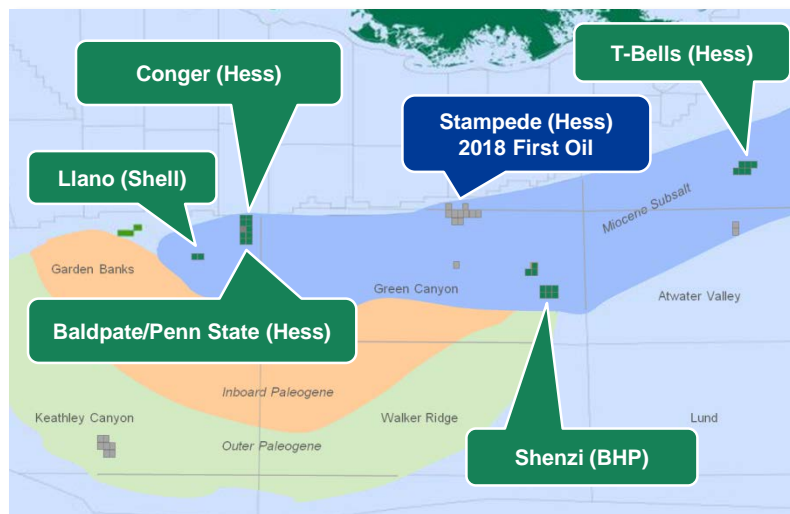 T-Bells (Hess)
Conger (Hess)
Stampede (Hess)
2018 First Oil
Llano (Shell)
Mioceno Subsalt
Garden Banks
Green Canyon
Atwater Valley
Baldpate/Penn State (Hess)
Inboard Paleogene
Keathley Canyon
Walker Ridge
Lund
Outer Paleogene
Shenzi (BHP)